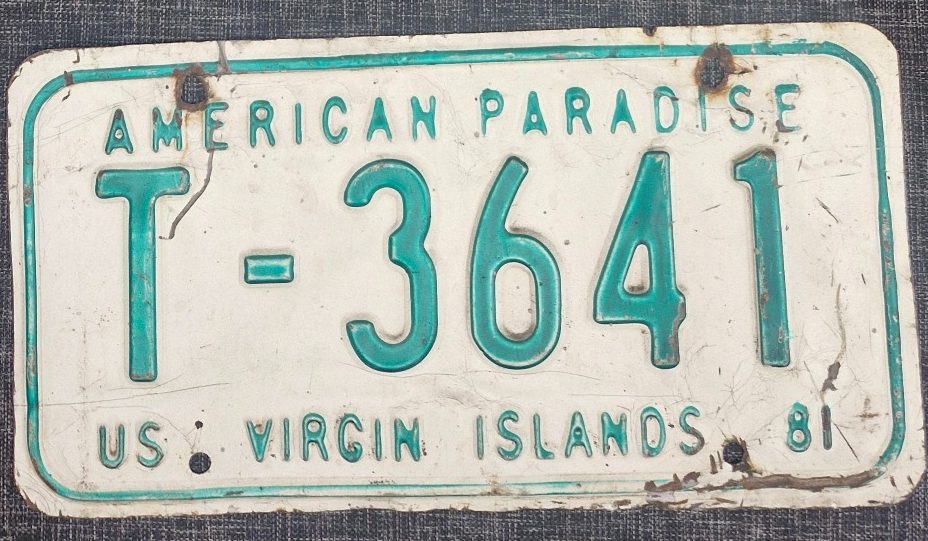 AMERICAN PARADISE
T-3641
US VIRGIN ISLANDS 81